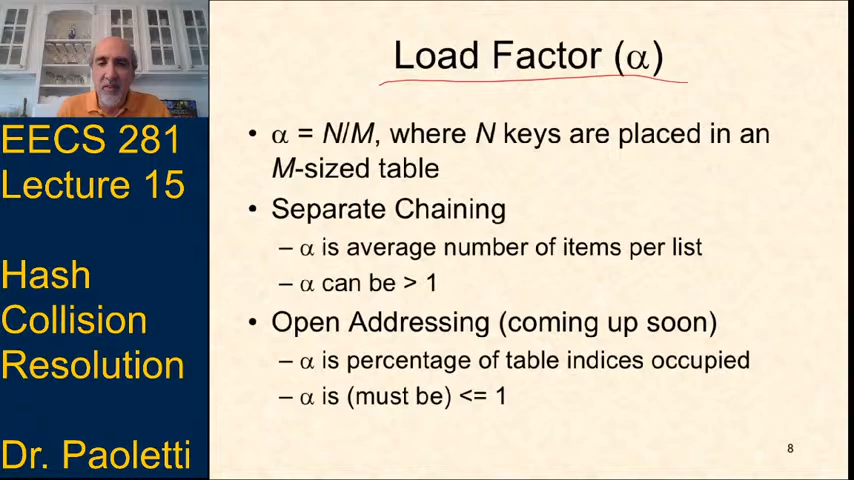 EECS 281
Lecture 15
Hash
Collision
Resolution
Dr. Paoletti
Load Factor (α)
• α = N/M, where N keys are placed in an
M-sized table
• Separate Chaining
– α is average number of items per list
– α can be > 1
• Open Addressing (coming up soon)
– α is percentage of table indices occupied
– α is (must be) <= 1
8